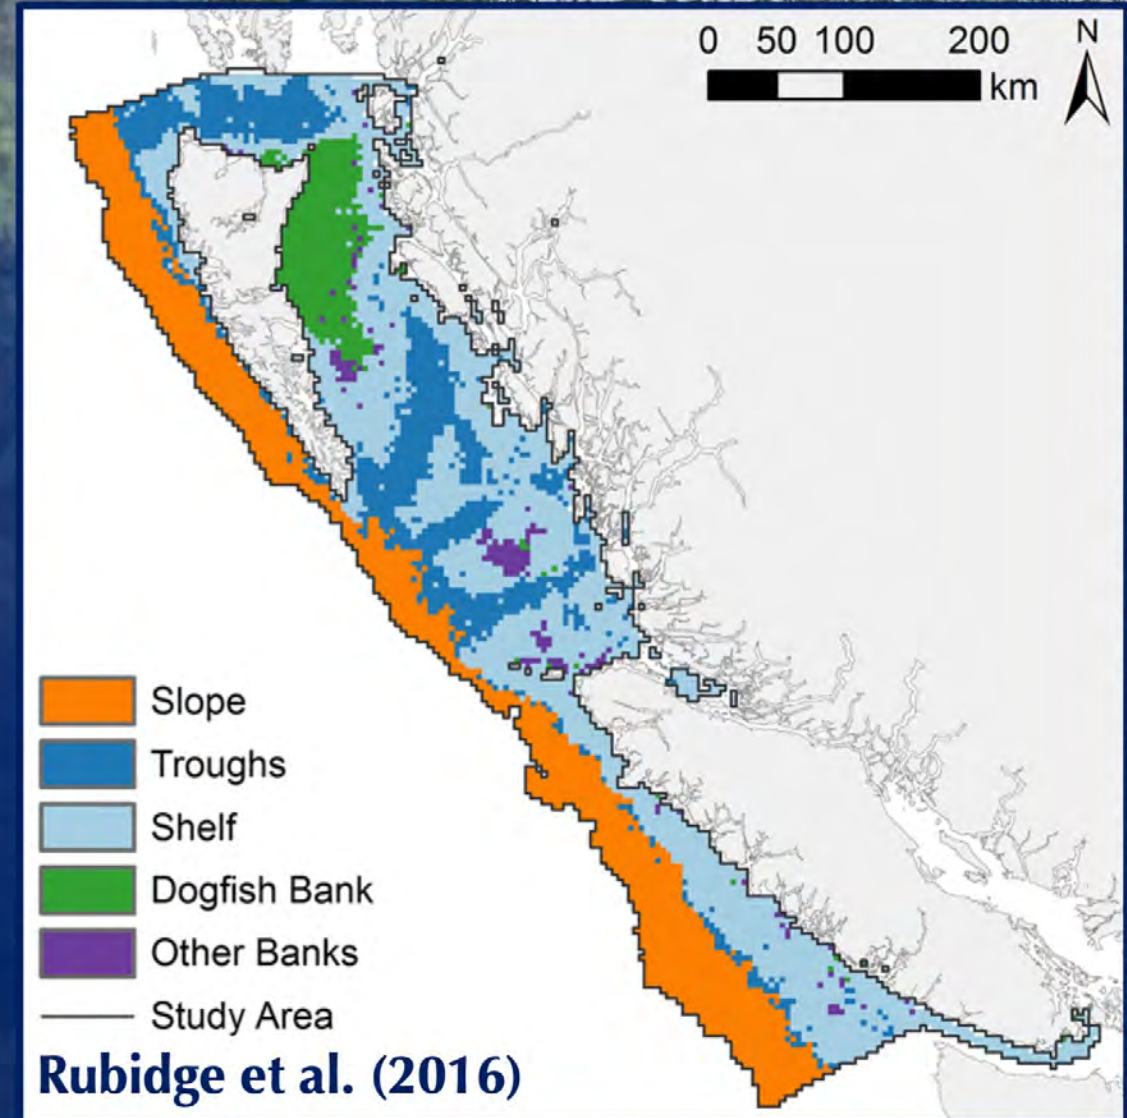 0 50 100 200
km
N
Slope
Troughs
Shelf
Dogfish Bank
Other Banks
Study Area
Rubidge et al. (2016)